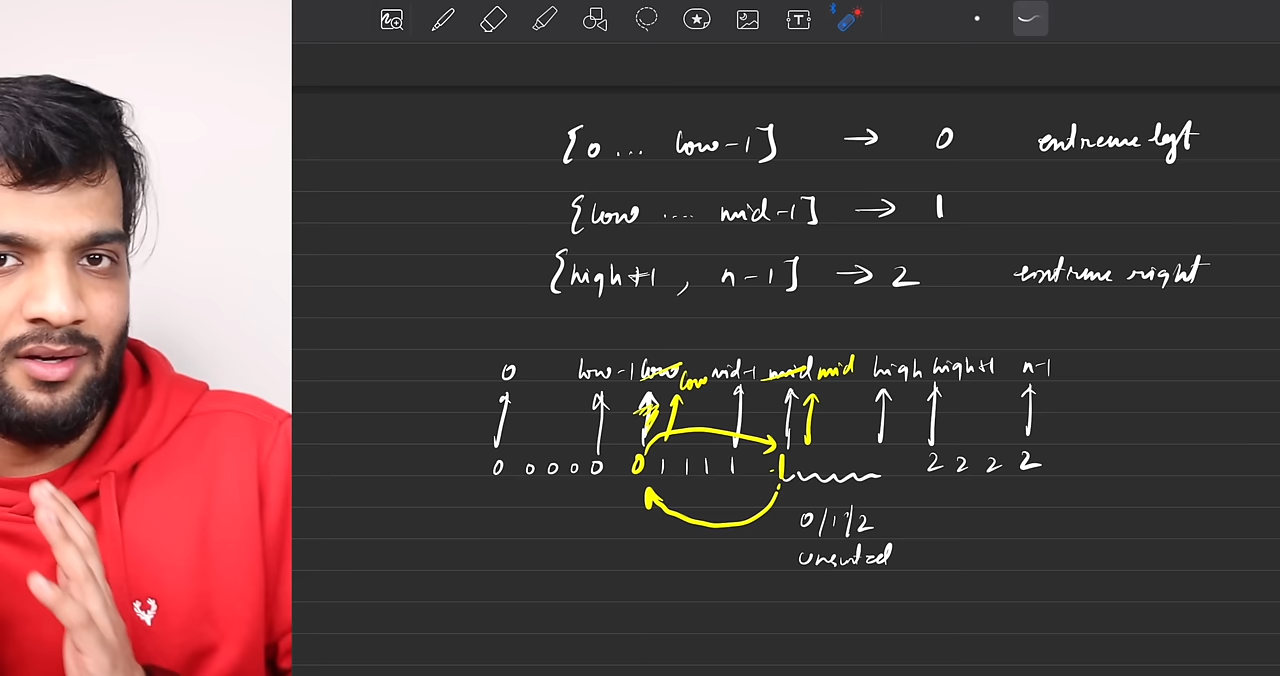 [0 ... low-1] → 0 extreme left
[low .... mid-1] → 1
[high+1 , n-1] → 2 extreme right
0 low-1 low low mid-1 mid mid high high+1 n-1
0 0 0 0 0 0 1 1 1 1 1 2 2 2 2
0/1/2
unsorted